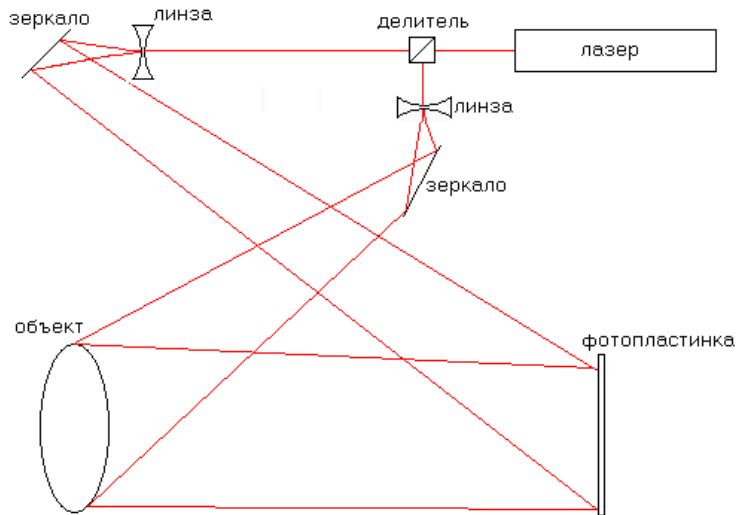 зеркало
линза
делитель
лазер
линза
зеркало
объект
фотопластинка